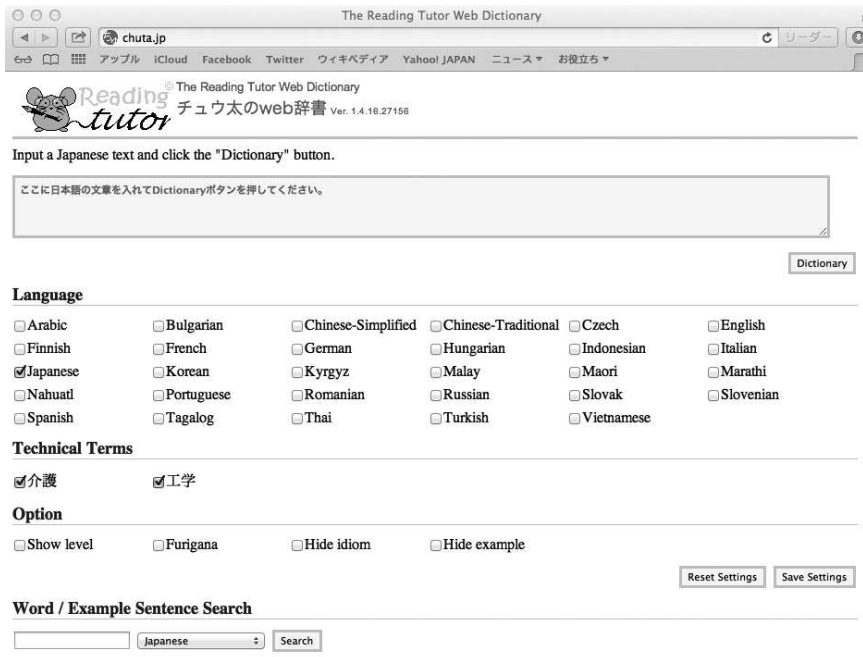 The Reading Tutor Web Dictionary
chuta.jp
リーダー
アップル iCloud Facebook Twitter ウィキペディア Yahoo! JAPAN ニュース お役立ち
Reading tutor
© The Reading Tutor Web Dictionary
チュウ太のweb辞書 Ver. 1.4.16.27156
Input a Japanese text and click the "Dictionary" button.
ここに日本語の文章を入れてDictionaryボタンを押してください。
Dictionary
Language
Arabic Bulgarian Chinese-Simplified Chinese-Traditional Czech English
Finnish French German Hungarian Indonesian Italian
Japanese Korean Kyrgyz Malay Maori Marathi
Nahuatl Portuguese Romanian Russian Slovak Slovenian
Spanish Tagalog Thai Turkish Vietnamese
Technical Terms
介護 工学
Option
Show level Furigana Hide idiom Hide example
Reset Settings Save Settings
Word / Example Sentence Search
Japanese Search